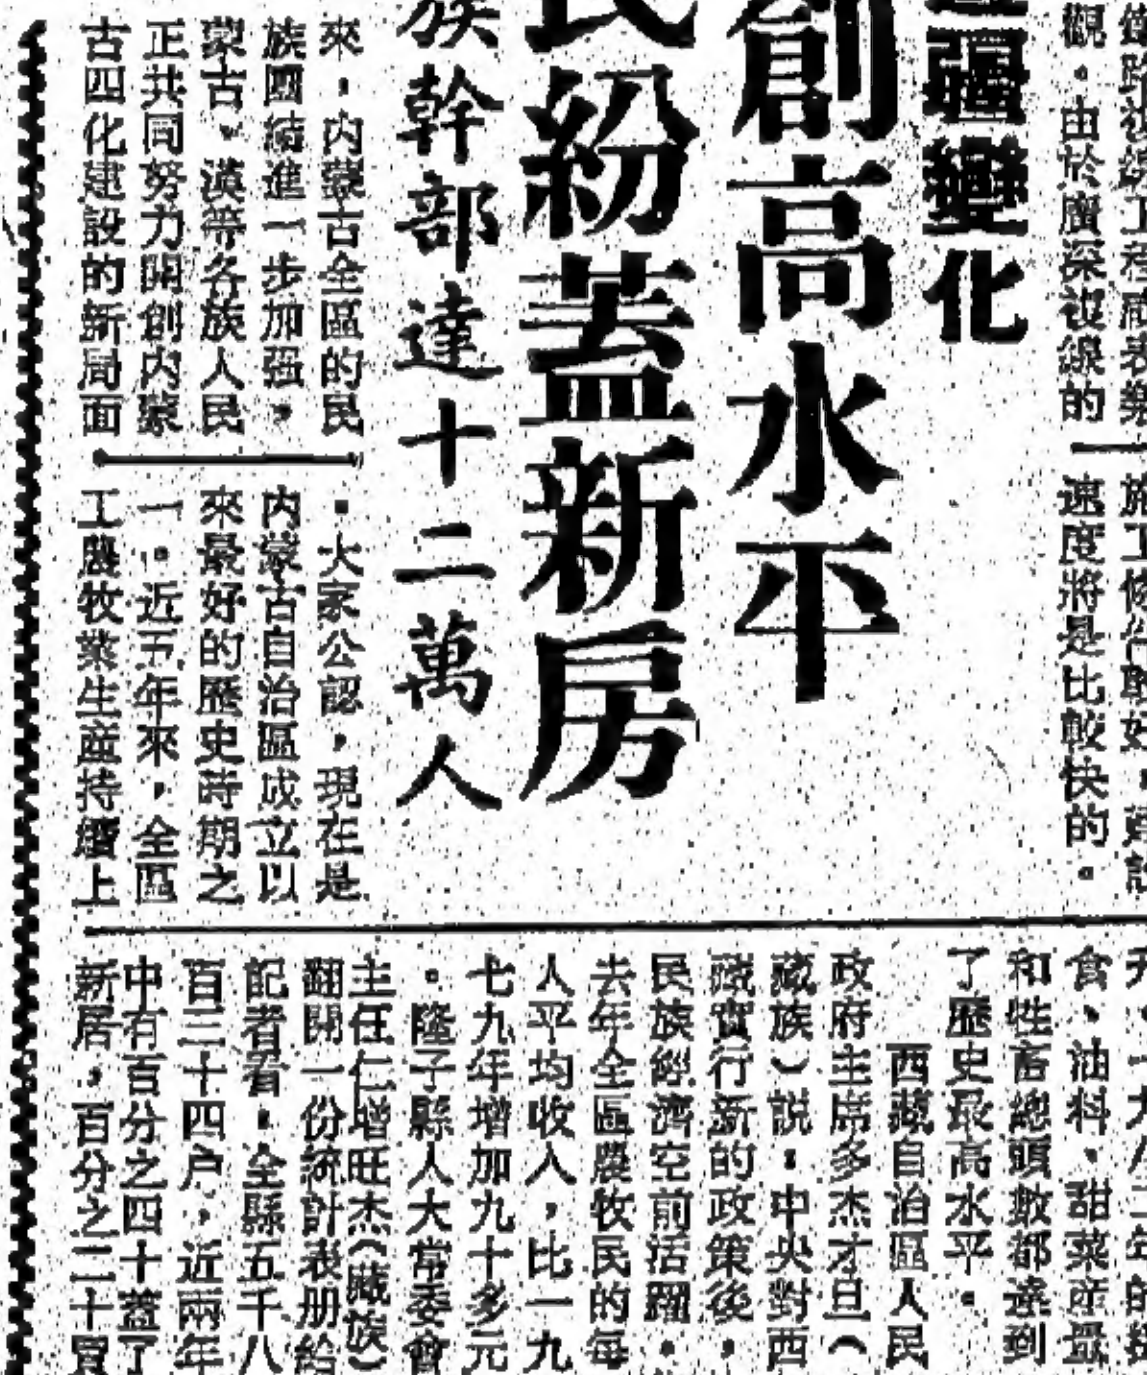 觀。由於廣深複線的
速度將是比較快的。
邊疆變化
創高水平
民紛蓋新房
族幹部達十二萬人
來，內蒙古全區的民
族團結進一步加强。
蒙古、漢等各族人民
正共同努力開創內蒙
古四化建設的新局面
。大家公認，現在是
內蒙古自治區成立以
來最好的歷史時期之
一。近五年來，全區
工農牧業生產持續上
食、油料、甜菜產量
和牲畜總頭數都達到
了歷史最高水平。
西藏自治區人民
政府主席多杰才旦（
藏族）説：中央對西
藏實行新的政策後，
民族經濟空前活躍。
去年全區農牧民的每
人平均收入，比一九
七九年增加九十多元
。隆子縣人大常委會
主任仁增旺杰（藏族）
翻開一份統計表册給
記者看：全縣五千八
百三十四户，近兩年
中有百分之四十蓋了
新居，百分之二十買